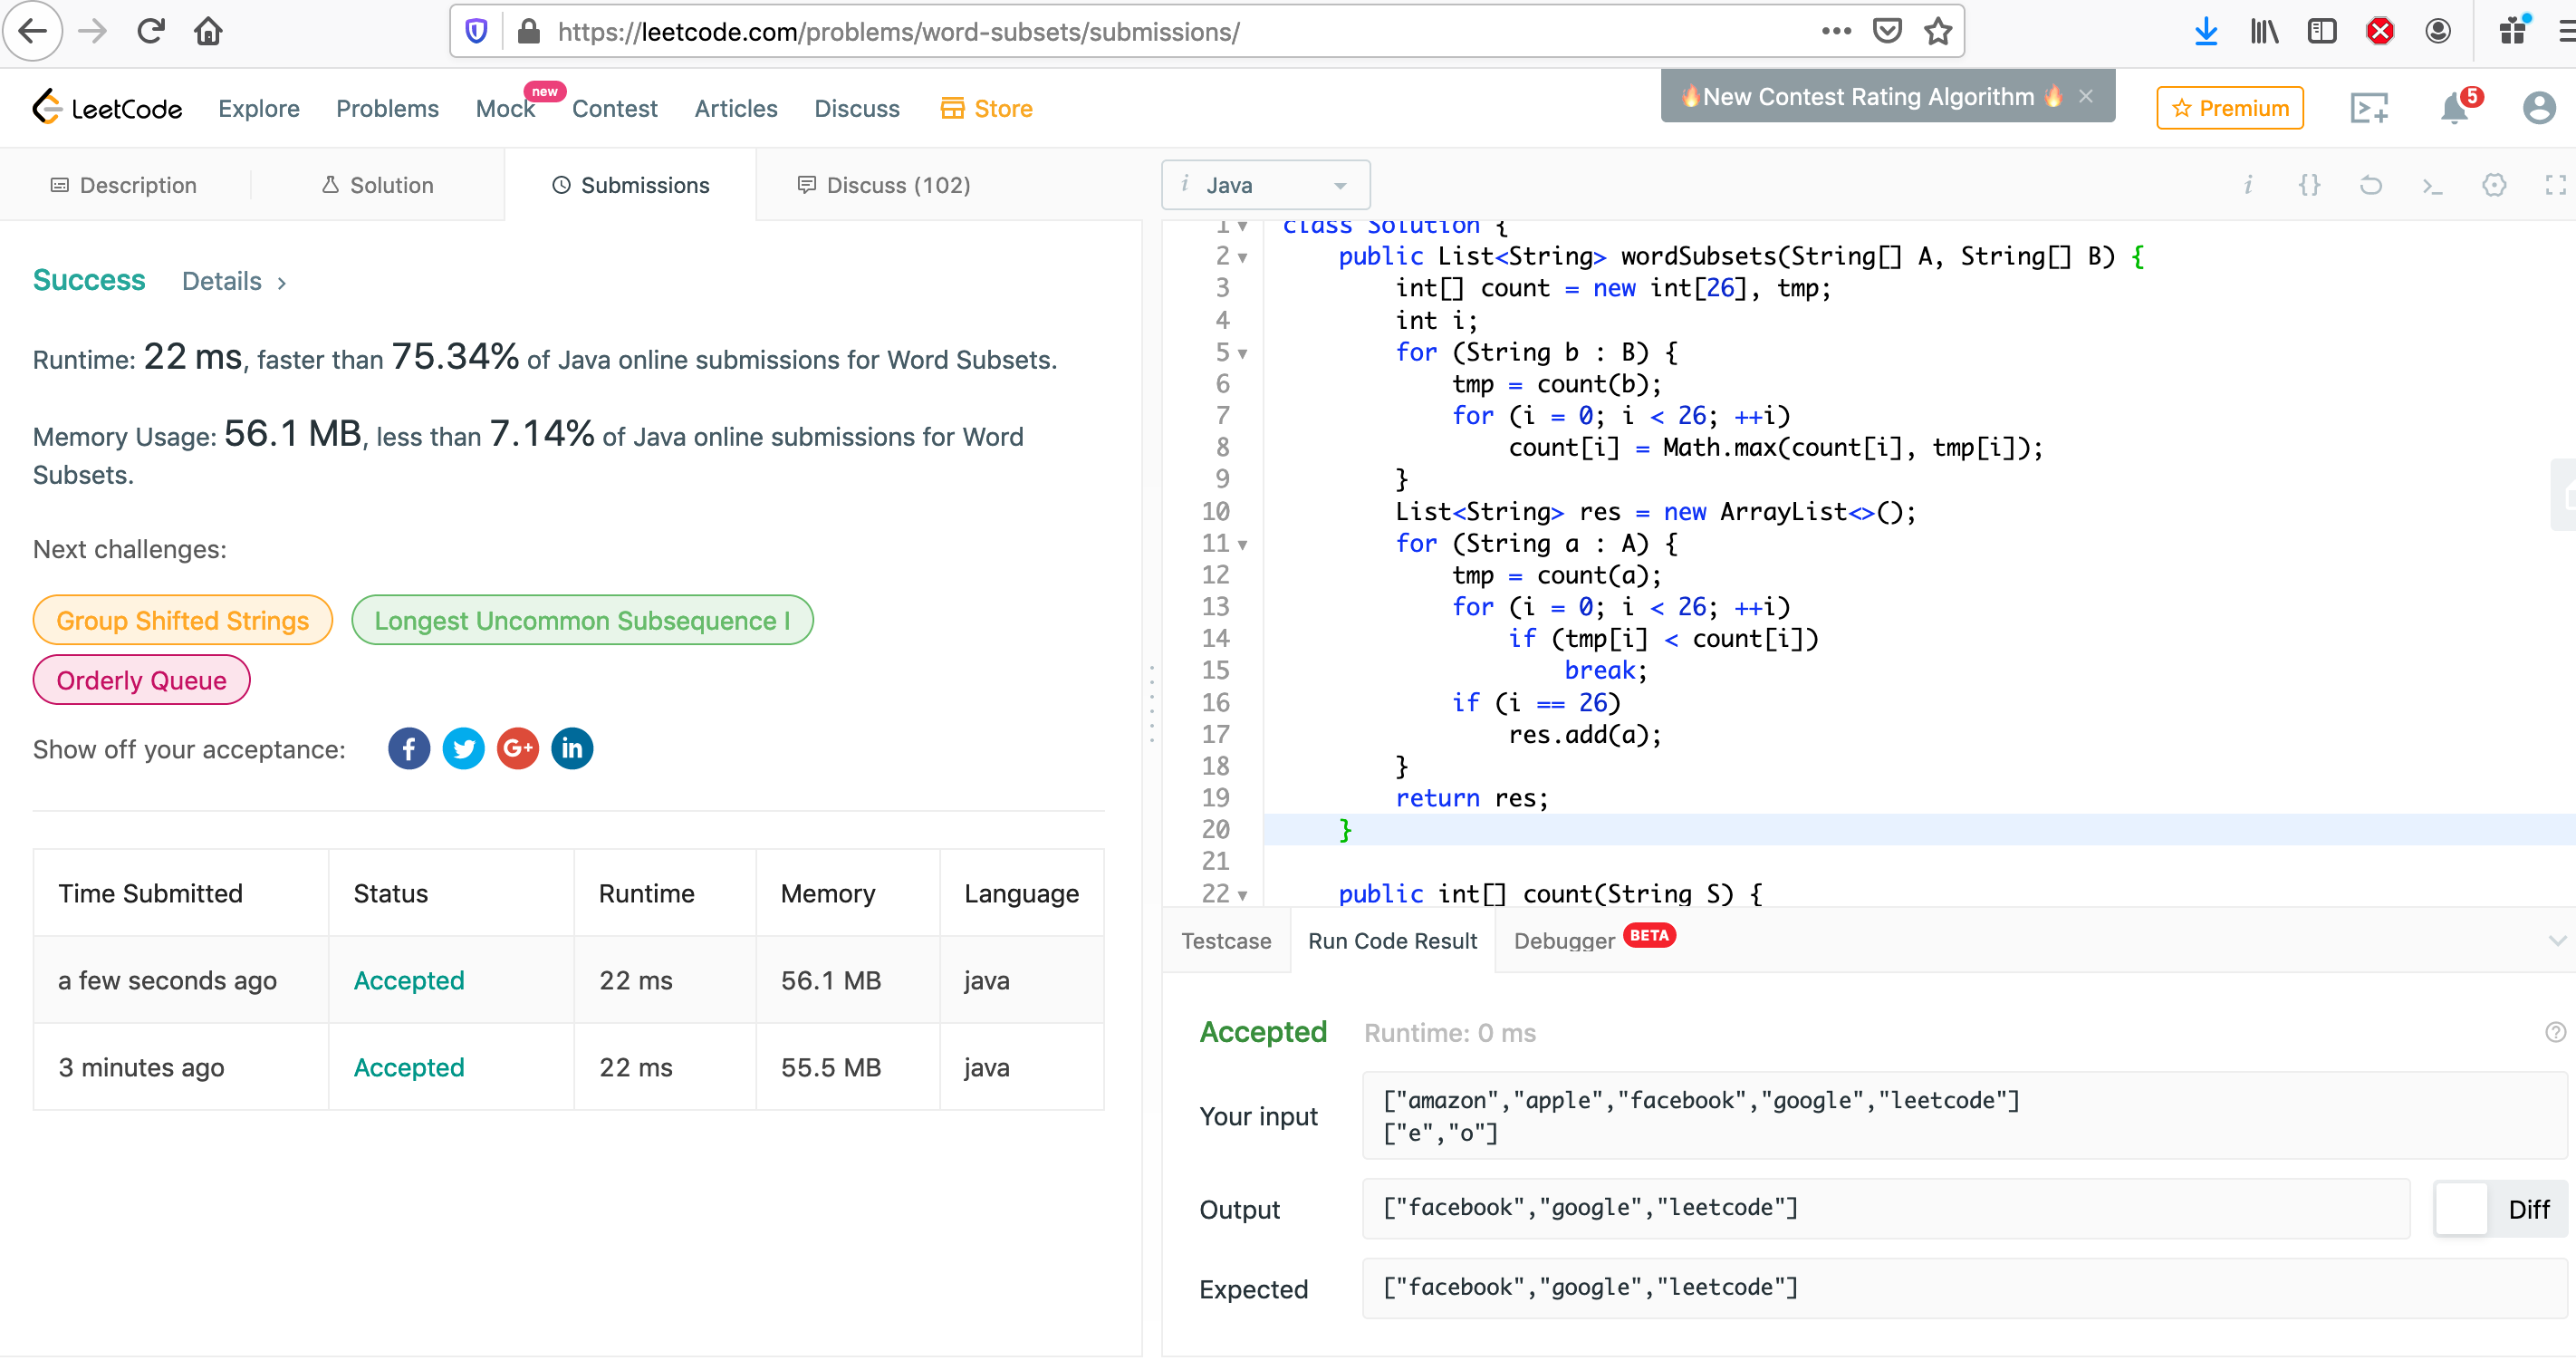 https://leetcode.com/problems/word-subsets/submissions/
LeetCode Explore Problems Mock new Contest Articles Discuss Store 🔥New Contest Rating Algorithm 🔥 × Premium 5
Description Solution Submissions Discuss (102)
Success Details >
Runtime: 22 ms, faster than 75.34% of Java online submissions for Word Subsets.
Memory Usage: 56.1 MB, less than 7.14% of Java online submissions for Word
Subsets.
Next challenges:
Group Shifted Strings Longest Uncommon Subsequence I
Orderly Queue
Show off your acceptance: f G+ in
Time Submitted Status Runtime Memory Language
a few seconds ago Accepted 22 ms 56.1 MB java
3 minutes ago Accepted 22 ms 55.5 MB java
i Java i {}
1 class Solution {
2 public List<String> wordSubsets(String[] A, String[] B) {
3 int[] count = new int[26], tmp;
4 int i;
5 for (String b : B) {
6 tmp = count(b);
7 for (i = 0; i < 26; ++i)
8 count[i] = Math.max(count[i], tmp[i]);
9 }
10 List<String> res = new ArrayList<>();
11 for (String a : A) {
12 tmp = count(a);
13 for (i = 0; i < 26; ++i)
14 if (tmp[i] < count[i])
15 break;
16 if (i == 26)
17 res.add(a);
18 }
19 return res;
20 }
21
22 public int[] count(String S) {
Testcase Run Code Result Debugger BETA
Accepted Runtime: 0 ms ?
Your input
["amazon","apple","facebook","google","leetcode"]
["e","o"]
Output ["facebook","google","leetcode"] Diff
Expected ["facebook","google","leetcode"]